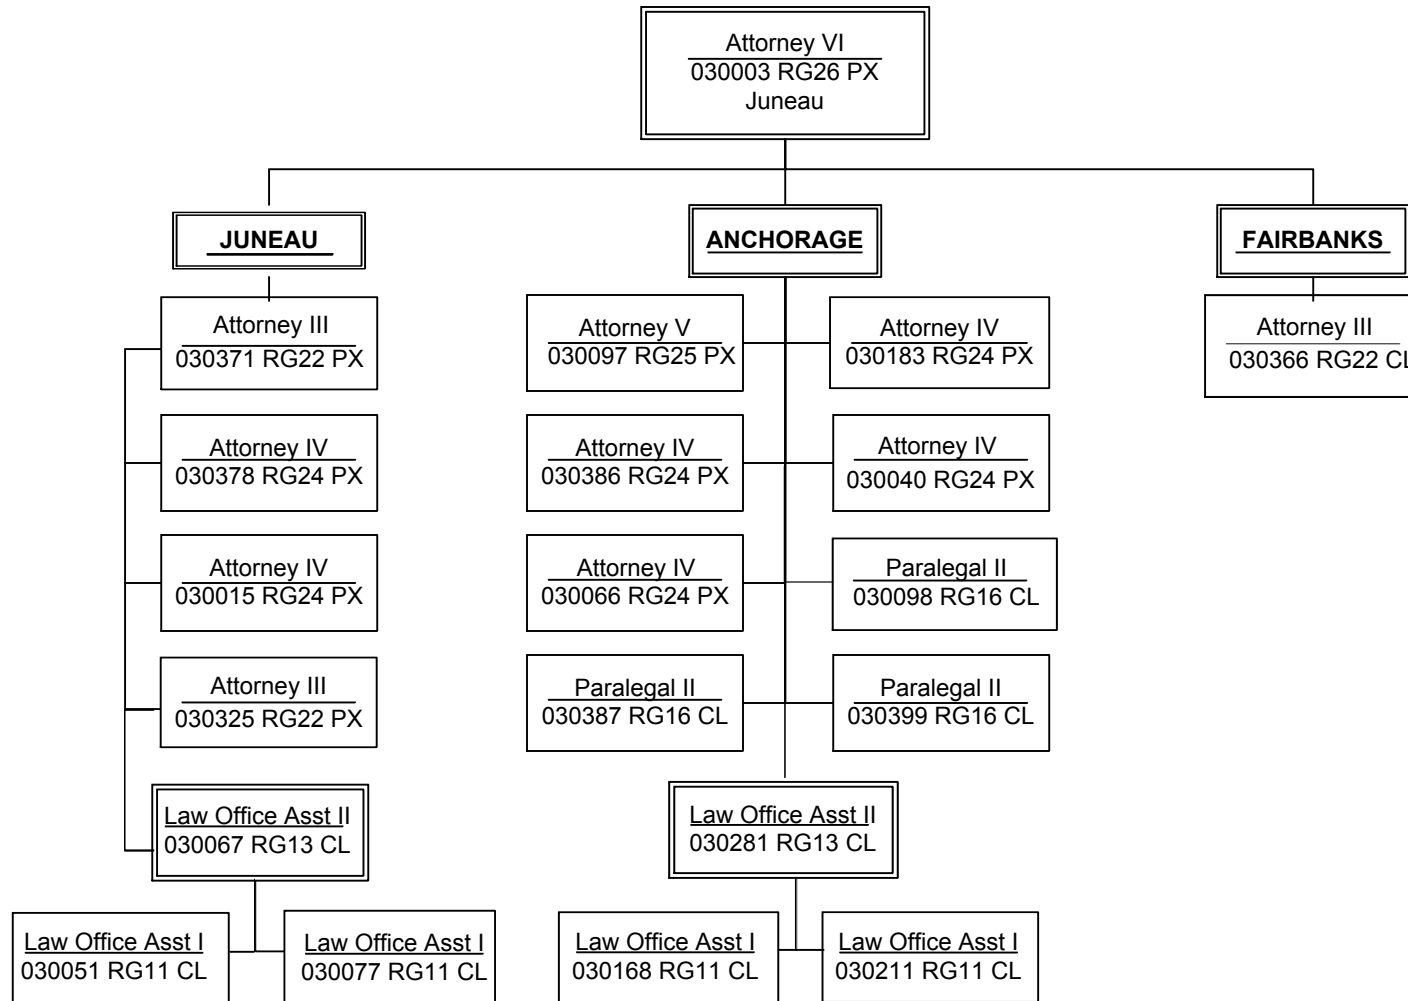 Attorney VI
030003 RG26 PX
Juneau
JUNEAU
ANCHORAGE
FAIRBANKS
Attorney III
030371 RG22 PX
Attorney V
030097 RG25 PX
Attorney IV
030183 RG24 PX
Attorney III
030366 RG22 CL
Attorney IV
030378 RG24 PX
Attorney IV
030386 RG24 PX
Attorney IV
030040 RG24 PX
Attorney IV
030015 RG24 PX
Attorney IV
030066 RG24 PX
Paralegal II
030098 RG16 CL
Attorney III
030325 RG22 PX
Paralegal II
030387 RG16 CL
Paralegal II
030399 RG16 CL
Law Office Asst II
030067 RG13 CL
Law Office Asst II
030281 RG13 CL
Law Office Asst I
030051 RG11 CL
Law Office Asst I
030077 RG11 CL
Law Office Asst I
030168 RG11 CL
Law Office Asst I
030211 RG11 CL